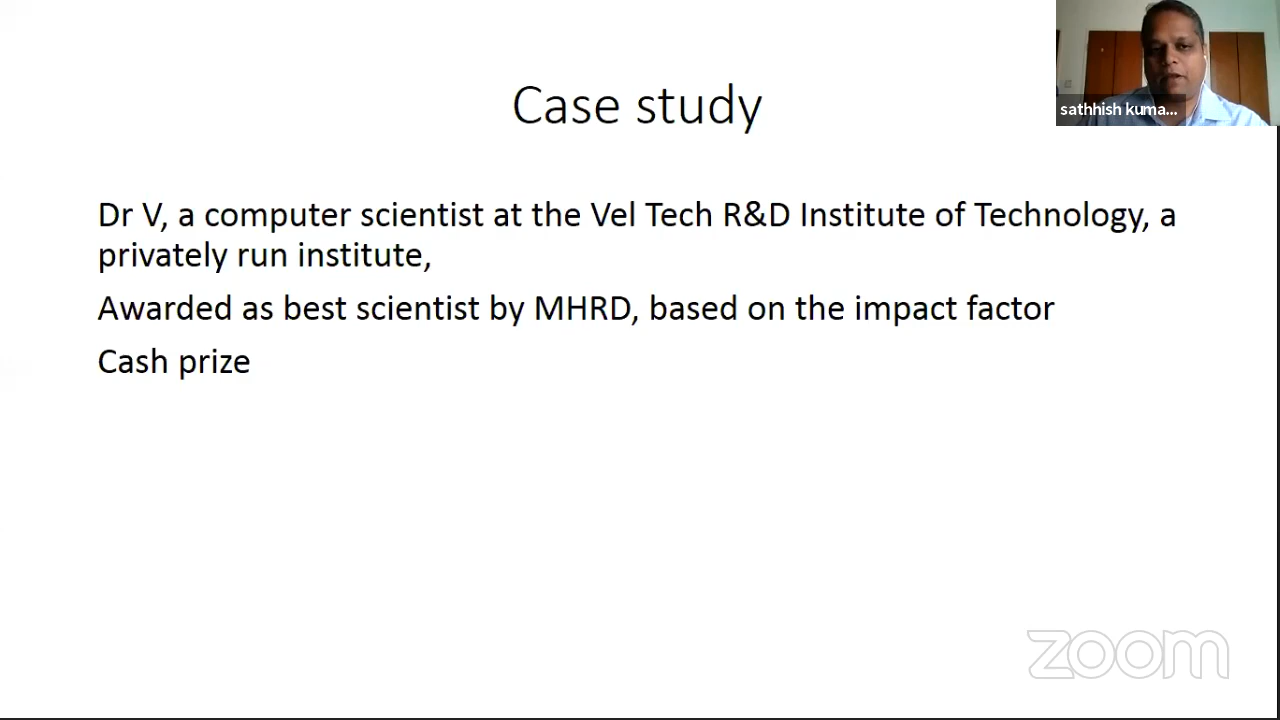 Case study
sathhish kuma...
Dr V, a computer scientist at the Vel Tech R&D Institute of Technology, a
privately run institute,
Awarded as best scientist by MHRD, based on the impact factor
Cash prize
zoom